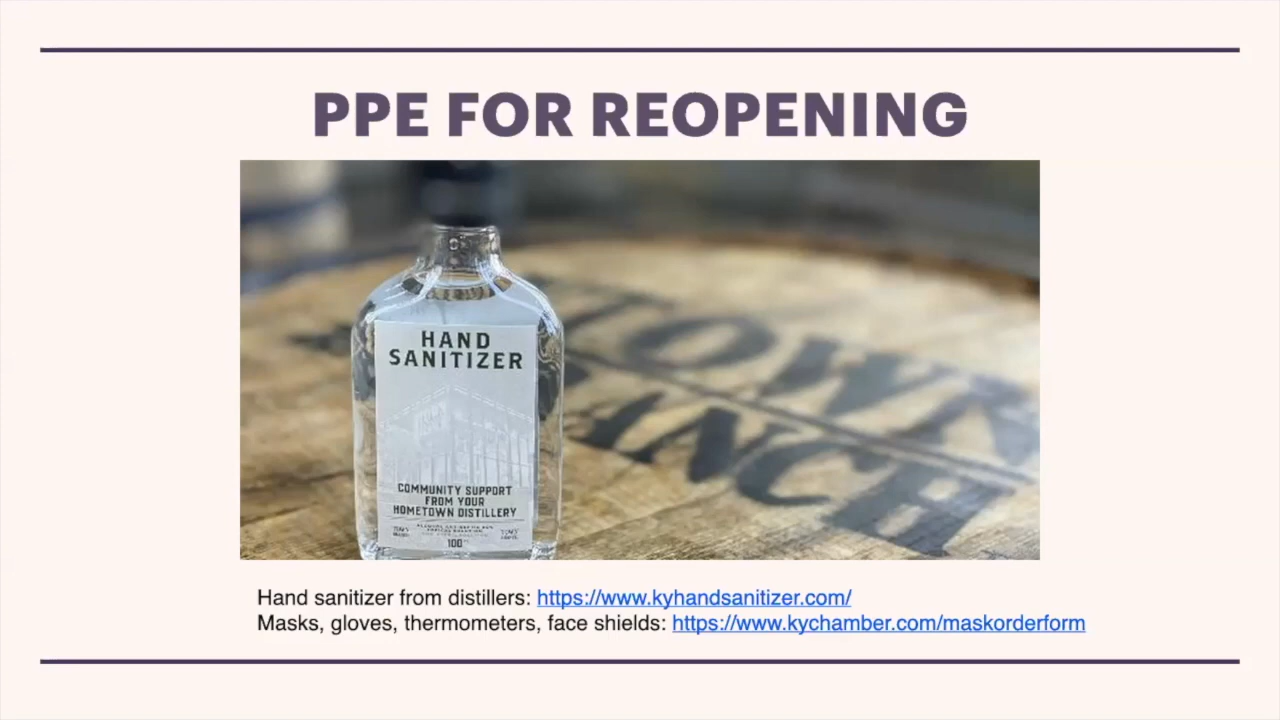 PPE FOR REOPENING
HAND
SANITIZER
COMMUNITY SUPPORT
FROM YOUR
HOMETOWN DISTILLERY
100
Hand sanitizer from distillers: https://www.kyhandsanitizer.com/
Masks, gloves, thermometers, face shields: https://www.kychamber.com/maskorderform